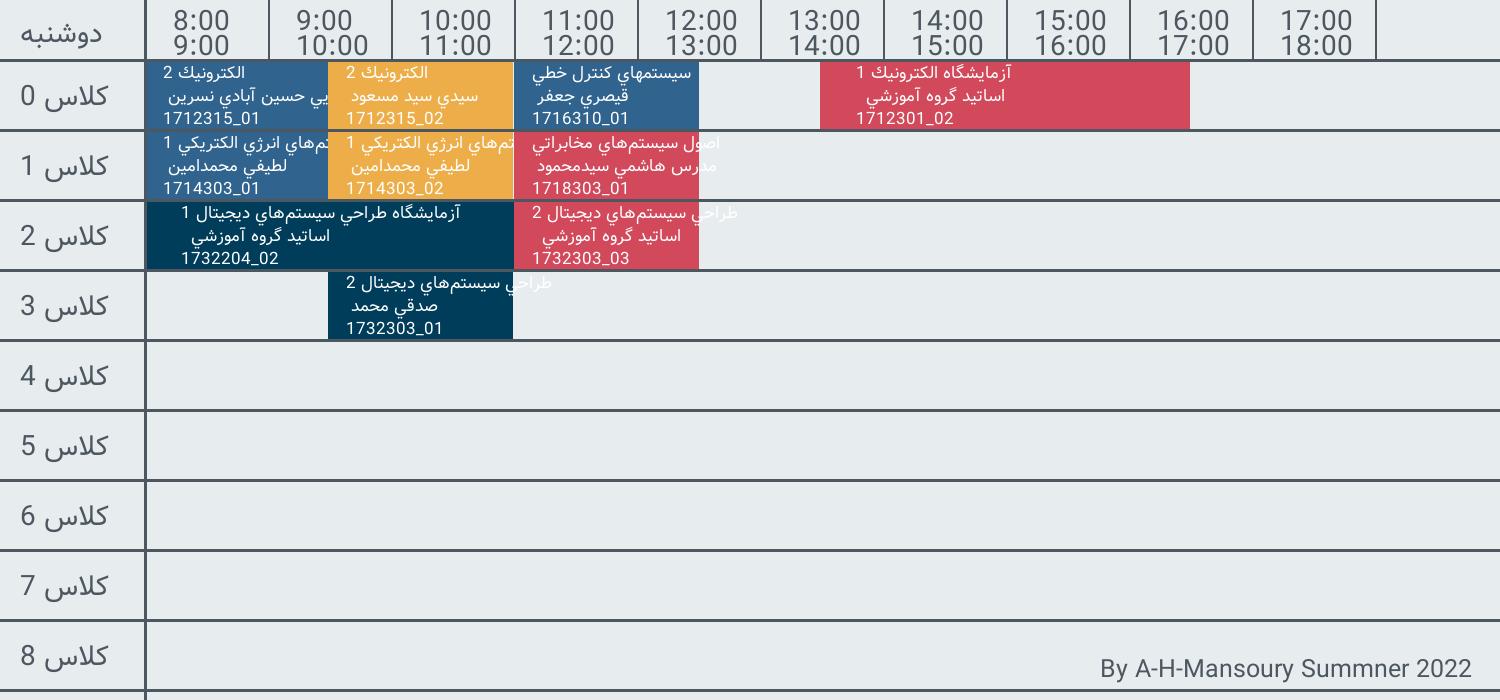 دوشنبه
8:00 9:00 10:00 11:00 12:00 13:00 14:00 15:00 16:00 17:00
9:00 10:00 11:00 12:00 13:00 14:00 15:00 16:00 17:00 18:00
كلاس 0
الكترونيك 2
يي حسين آبادي نسرين
1712315_01
الكترونيك 2
سيدي سيد مسعود
1712315_02
سيستمهاي كنترل خطي
قيصري جعفر
1716310_01
آزمايشگاه الكترونيك 1
اساتيد گروه آموزشي
1712301_02
كلاس 1
تم‌هاي انرژي الكتريكي 1
لطيفي محمدامين
1714303_01
تم‌هاي انرژي الكتريكي 1
لطيفي محمدامين
1714303_02
اصول سيستم‌هاي مخابراتي
مدرس هاشمي سيدمحمود
1718303_01
كلاس 2
آزمايشگاه طراحي سيستم‌هاي ديجيتال 1
اساتيد گروه آموزشي
1732204_02
طراحي سيستم‌هاي ديجيتال 2
اساتيد گروه آموزشي
1732303_03
كلاس 3
طراحي سيستم‌هاي ديجيتال 2
صدقي محمد
1732303_01
كلاس 4
كلاس 5
كلاس 6
كلاس 7
كلاس 8
By A-H-Mansoury Summner 2022